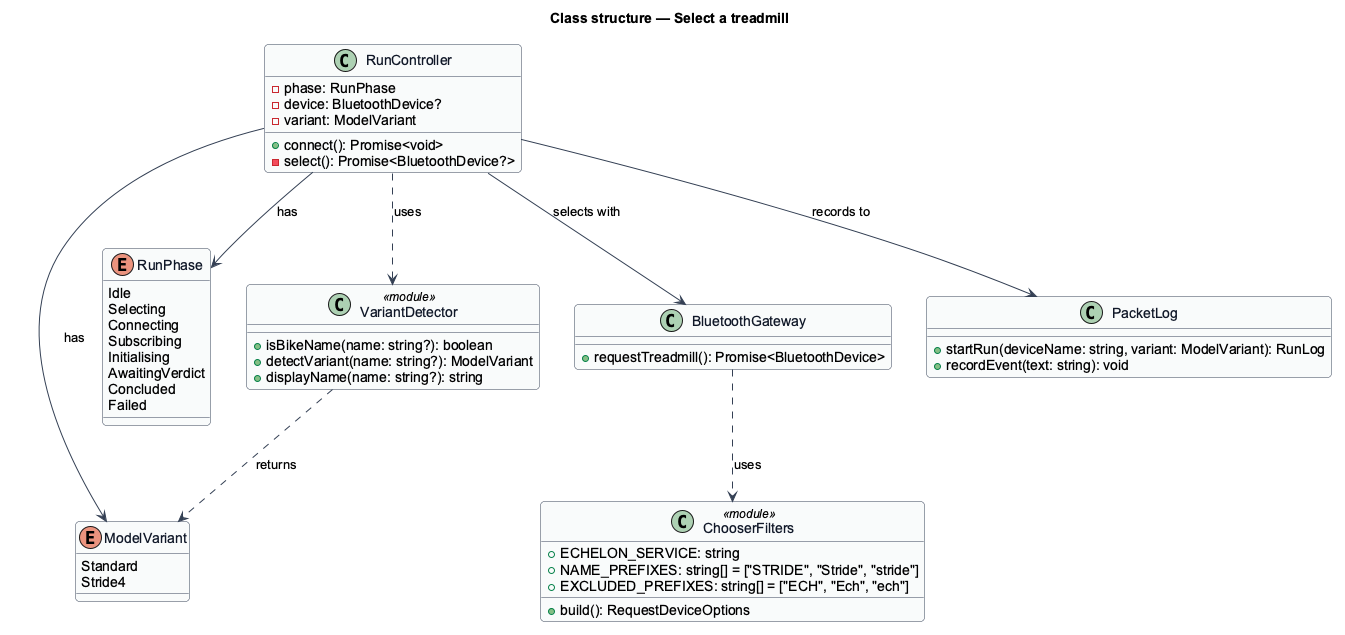 Class structure — Select a treadmill
C RunController
phase: RunPhase
device: BluetoothDevice?
variant: ModelVariant
connect(): Promise<void>
select(): Promise<BluetoothDevice?>
has
uses
selects with
records to
E RunPhase
Idle
Selecting
Connecting
Subscribing
Initialising
AwaitingVerdict
Concluded
Failed
C «module»
VariantDetector
isBikeName(name: string?): boolean
detectVariant(name: string?): ModelVariant
displayName(name: string?): string
C BluetoothGateway
requestTreadmill(): Promise<BluetoothDevice>
C PacketLog
startRun(deviceName: string, variant: ModelVariant): RunLog
recordEvent(text: string): void
has
returns
uses
E ModelVariant
Standard
Stride4
C «module»
ChooserFilters
ECHELON_SERVICE: string
NAME_PREFIXES: string[] = ["STRIDE", "Stride", "stride"]
EXCLUDED_PREFIXES: string[] = ["ECH", "Ech", "ech"]
build(): RequestDeviceOptions